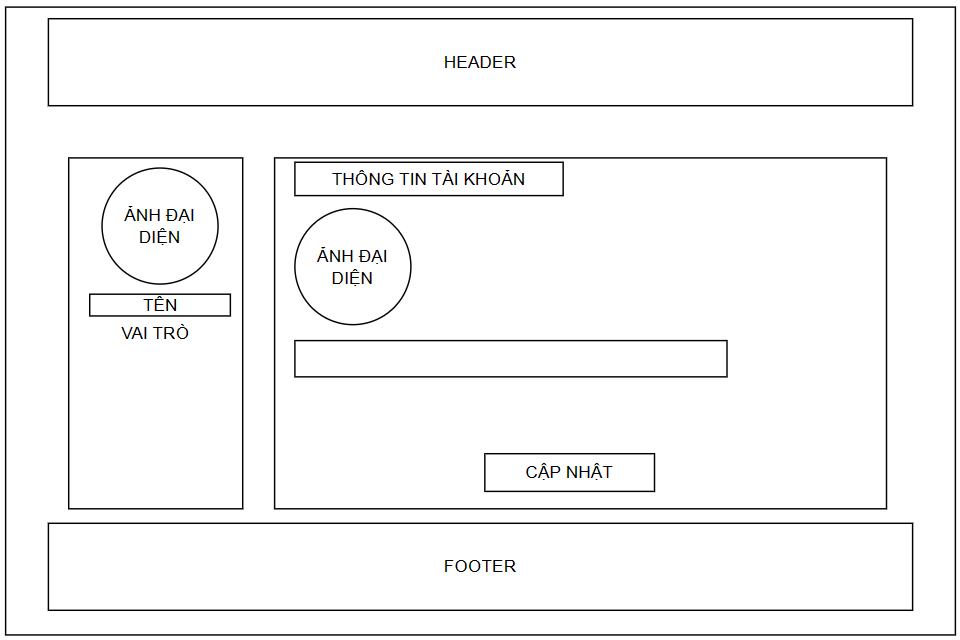 HEADER
ẢNH ĐẠI
DIỆN
TÊN
VAI TRÒ
THÔNG TIN TÀI KHOẢN
ẢNH ĐẠI
DIỆN
CẬP NHẬT
FOOTER